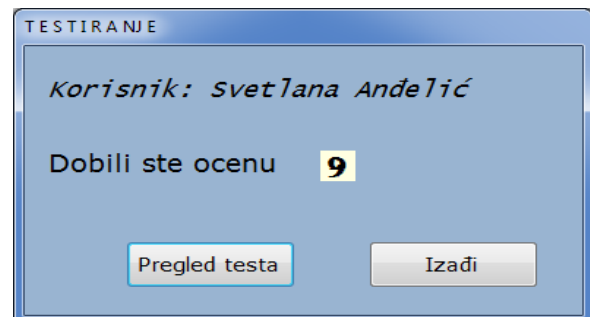 TESTIRANJE
Korisnik: Svetlana Anđelić
Dobili ste ocenu 9
Pregled testa Izađi